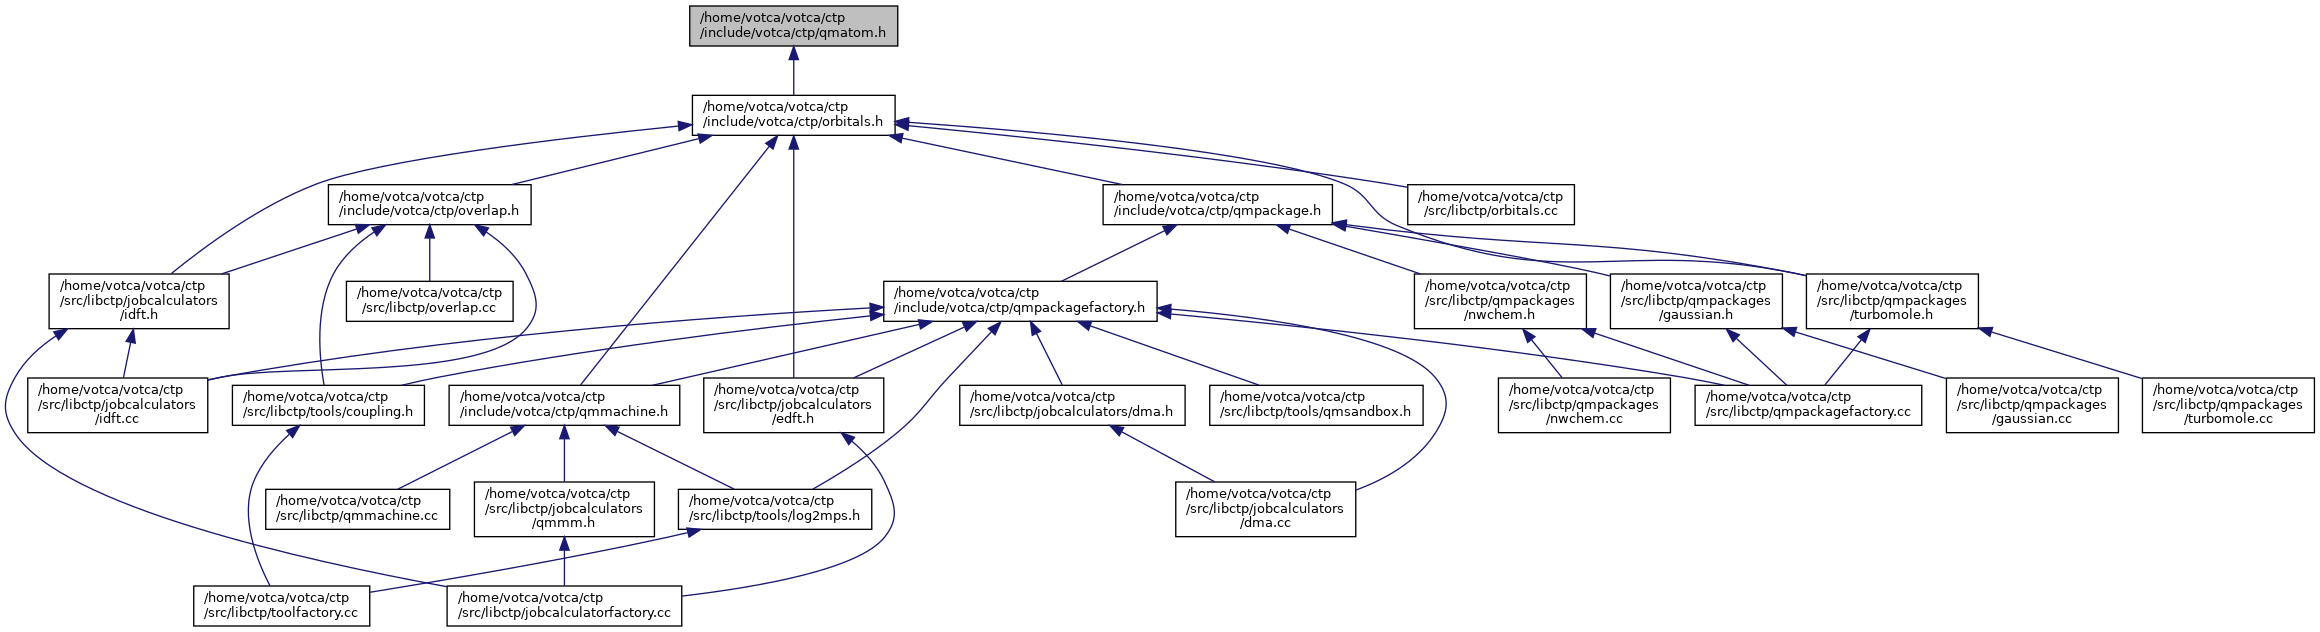 /home/votca/votca/ctp
/include/votca/ctp/qmatom.h
/home/votca/votca/ctp
/include/votca/ctp/orbitals.h
/home/votca/votca/ctp
/include/votca/ctp/overlap.h
/home/votca/votca/ctp
/include/votca/ctp/qmpackage.h
/home/votca/votca/ctp
/src/libctp/orbitals.cc
/home/votca/votca/ctp
/src/libctp/jobcalculators
/idft.h
/home/votca/votca/ctp
/src/libctp/overlap.cc
/home/votca/votca/ctp
/include/votca/ctp/qmpackagefactory.h
/home/votca/votca/ctp
/src/libctp/qmpackages
/nwchem.h
/home/votca/votca/ctp
/src/libctp/qmpackages
/gaussian.h
/home/votca/votca/ctp
/src/libctp/qmpackages
/turbomole.h
/home/votca/votca/ctp
/src/libctp/jobcalculators
/idft.cc
/home/votca/votca/ctp
/src/libctp/tools/coupling.h
/home/votca/votca/ctp
/include/votca/ctp/qmmachine.h
/home/votca/votca/ctp
/src/libctp/jobcalculators
/edft.h
/home/votca/votca/ctp
/src/libctp/jobcalculators/dma.h
/home/votca/votca/ctp
/src/libctp/tools/qmsandbox.h
/home/votca/votca/ctp
/src/libctp/qmpackages
/nwchem.cc
/home/votca/votca/ctp
/src/libctp/qmpackagefactory.cc
/home/votca/votca/ctp
/src/libctp/qmpackages
/gaussian.cc
/home/votca/votca/ctp
/src/libctp/qmpackages
/turbomole.cc
/home/votca/votca/ctp
/src/libctp/qmmachine.cc
/home/votca/votca/ctp
/src/libctp/jobcalculators
/qmmm.h
/home/votca/votca/ctp
/src/libctp/tools/log2mps.h
/home/votca/votca/ctp
/src/libctp/jobcalculators
/dma.cc
/home/votca/votca/ctp
/src/libctp/toolfactory.cc
/home/votca/votca/ctp
/src/libctp/jobcalculatorfactory.cc